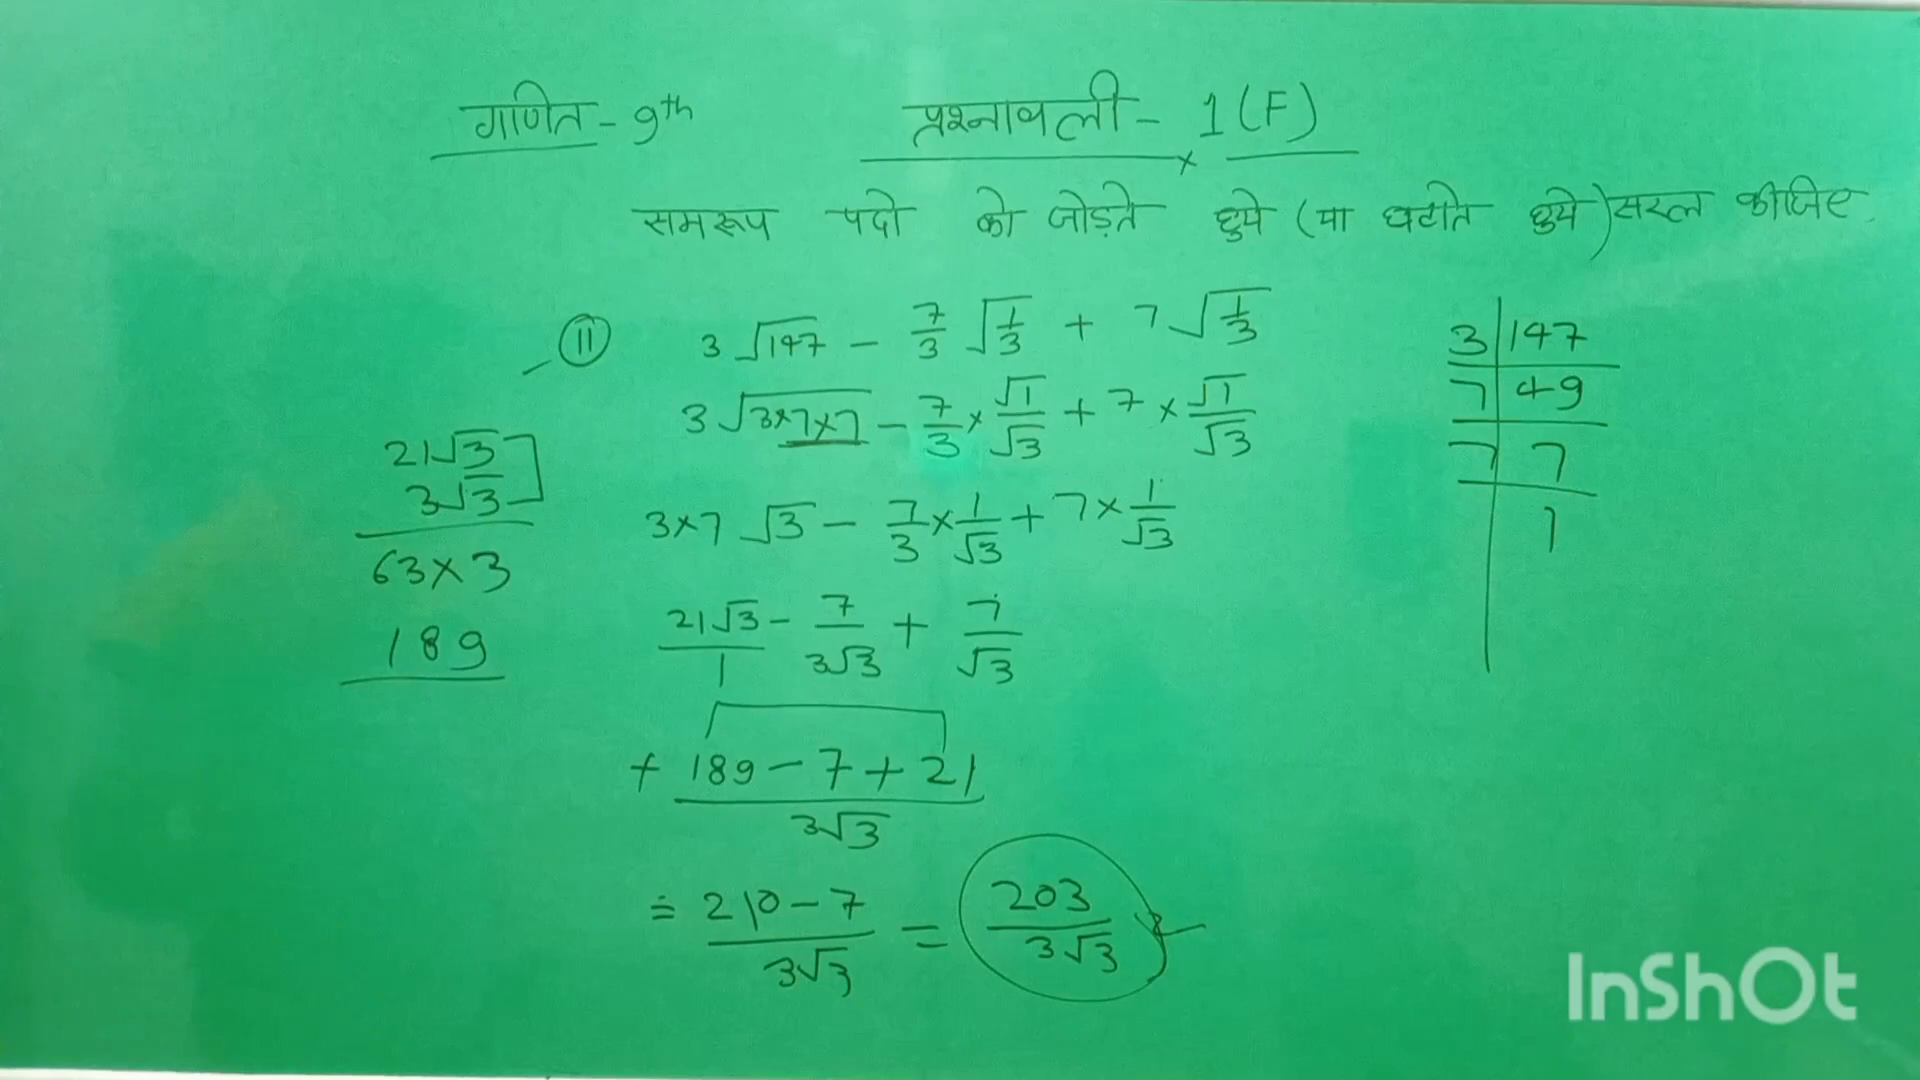 गणित - 9th प्रश्नावली - 1(F)
समरूप पदो को जोड़ते हुये (या घटाते हुये) सरल कीजिए.
11 3√147 - 7/3 √1/3 + 7√1/3
3√3×7×7 - 7/3 × √1/√3 + 7 × √1/√3
3×7√3 - 7/3 × 1/√3 + 7 × 1/√3
21√3/1 - 7/3√3 + 7/√3
+ 189 - 7 + 21 / 3√3
= 210 - 7 / 3√3 = 203 / 3√3
21√3
3√3
63×3
189
3 | 147
7 | 49
7 | 7
1
InShOt